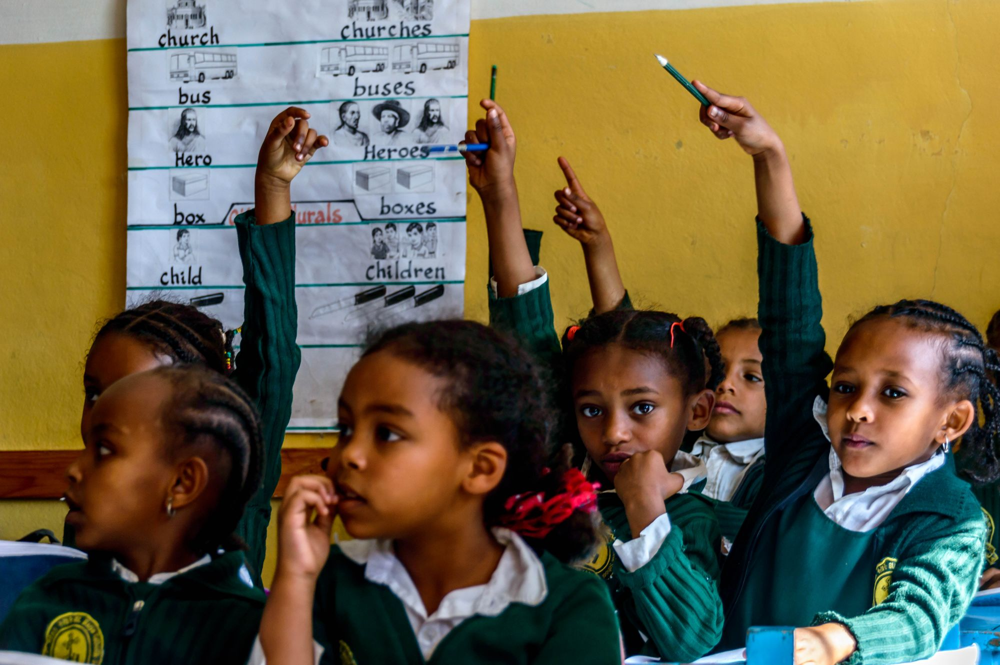 church churches
bus buses
Hero Heroes
box boxes
child children